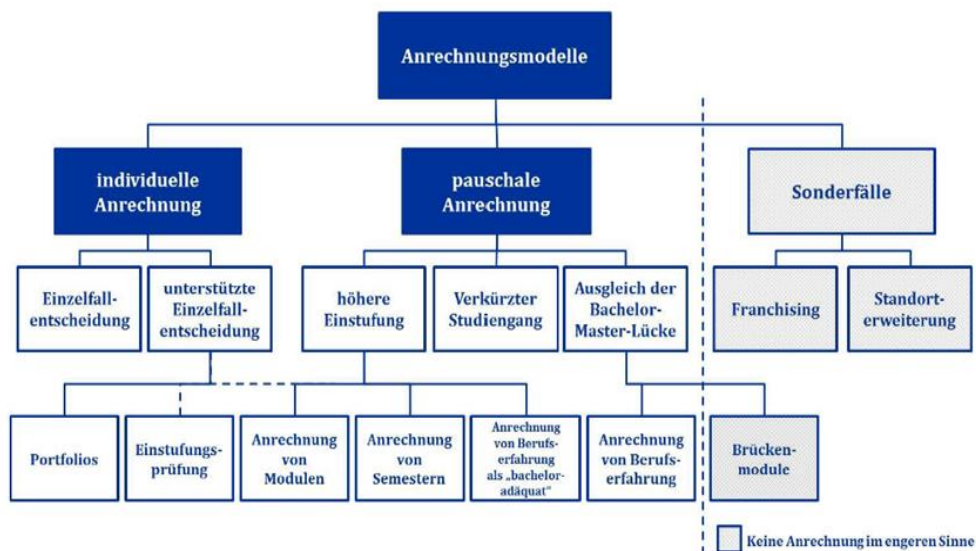 Anrechnungsmodelle
individuelle
Anrechnung
pauschale
Anrechnung
Sonderfälle
Einzelfall-
entscheidung
unterstützte
Einzelfall-
entscheidung
höhere
Einstufung
Verkürzter
Studiengang
Ausgleich der
Bachelor-
Master-Lücke
Franchising
Standort-
erweiterung
Portfolios
Einstufungs-
prüfung
Anrechnung
von
Modulen
Anrechnung
von
Semestern
Anrechnung
von Berufs-
erfahrung
als „bachelor-
adäquat“
Anrechnung
von Berufs-
erfahrung
Brücken-
module
Keine Anrechnung im engeren Sinne